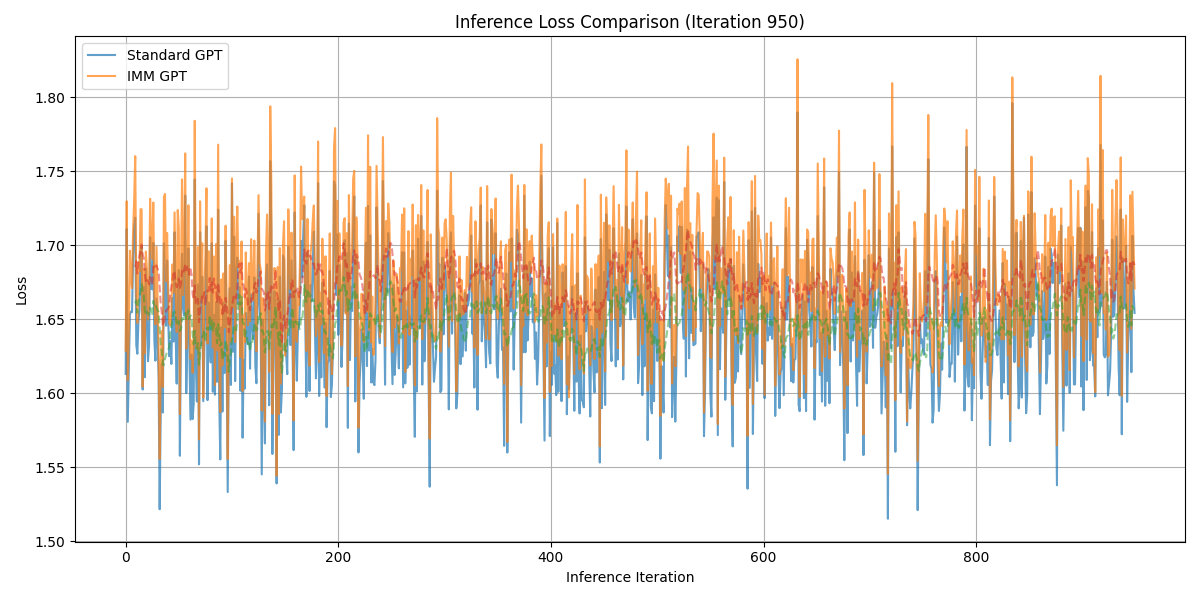 Inference Loss Comparison (Iteration 950)
Standard GPT
IMM GPT
1.80
1.75
1.70
1.65
1.60
1.55
1.50
Loss
0
200
400
600
800
Inference Iteration